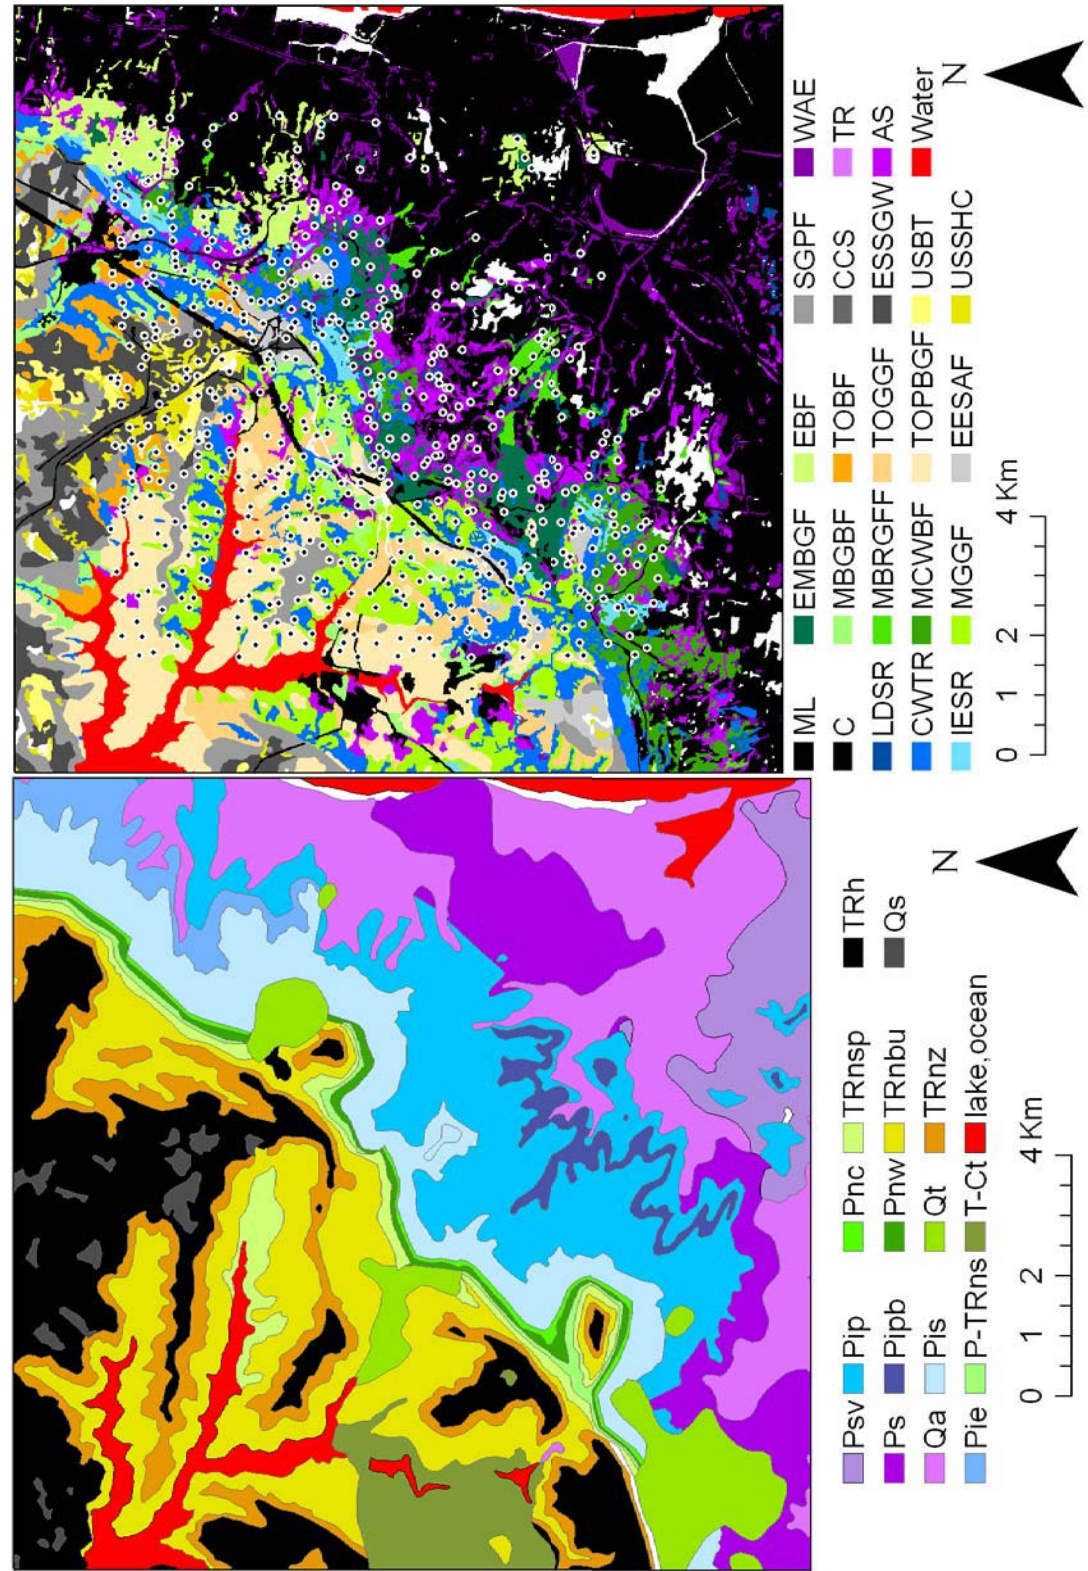 ML EMBGF EBF SGPF WAE
C MBGBF TOBF CCS TR
LDSR MBRGFF TOGGF ESSGW AS
CWTR MCWBF TOPBGF USBT Water
IESR MGGF EESAF USSHC
N
0 1 2 4 Km
Psv Pip Pnc TRnsp TRh
Ps Pipb Pnw TRnbu Qs
Qa Pis Qt TRnz
Pie P-TRns T-Ct lake,ocean
N
0 1 2 4 Km